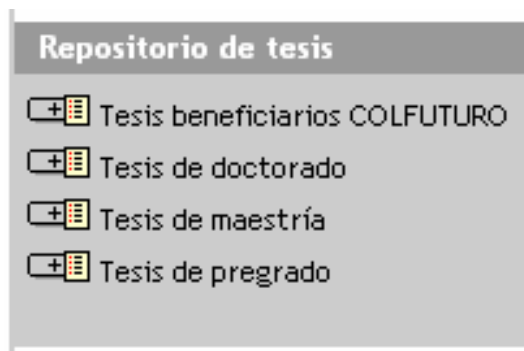 Repositorio de tesis
Tesis beneficiarios COLFUTURO
Tesis de doctorado
Tesis de maestría
Tesis de pregrado